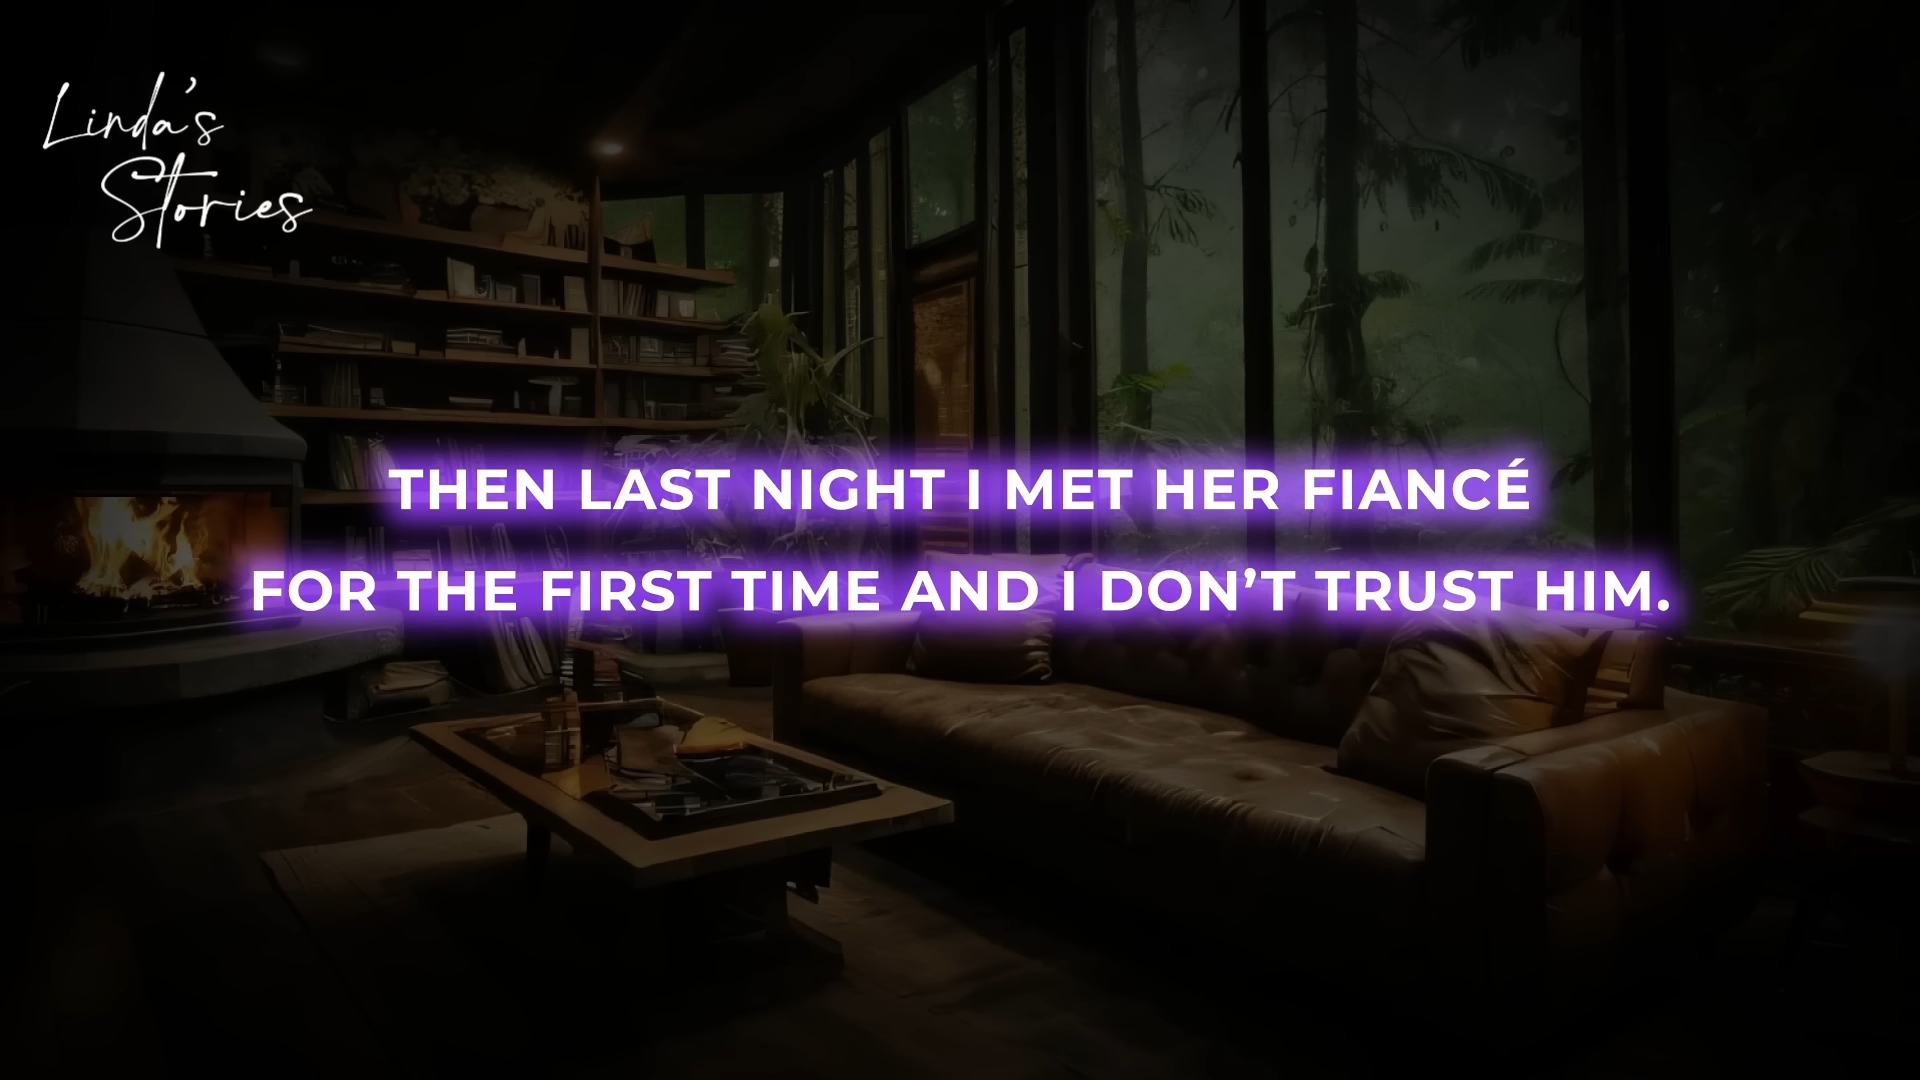 Linda's
Stories
THEN LAST NIGHT I MET HER FIANCÉ
FOR THE FIRST TIME AND I DON’T TRUST HIM.